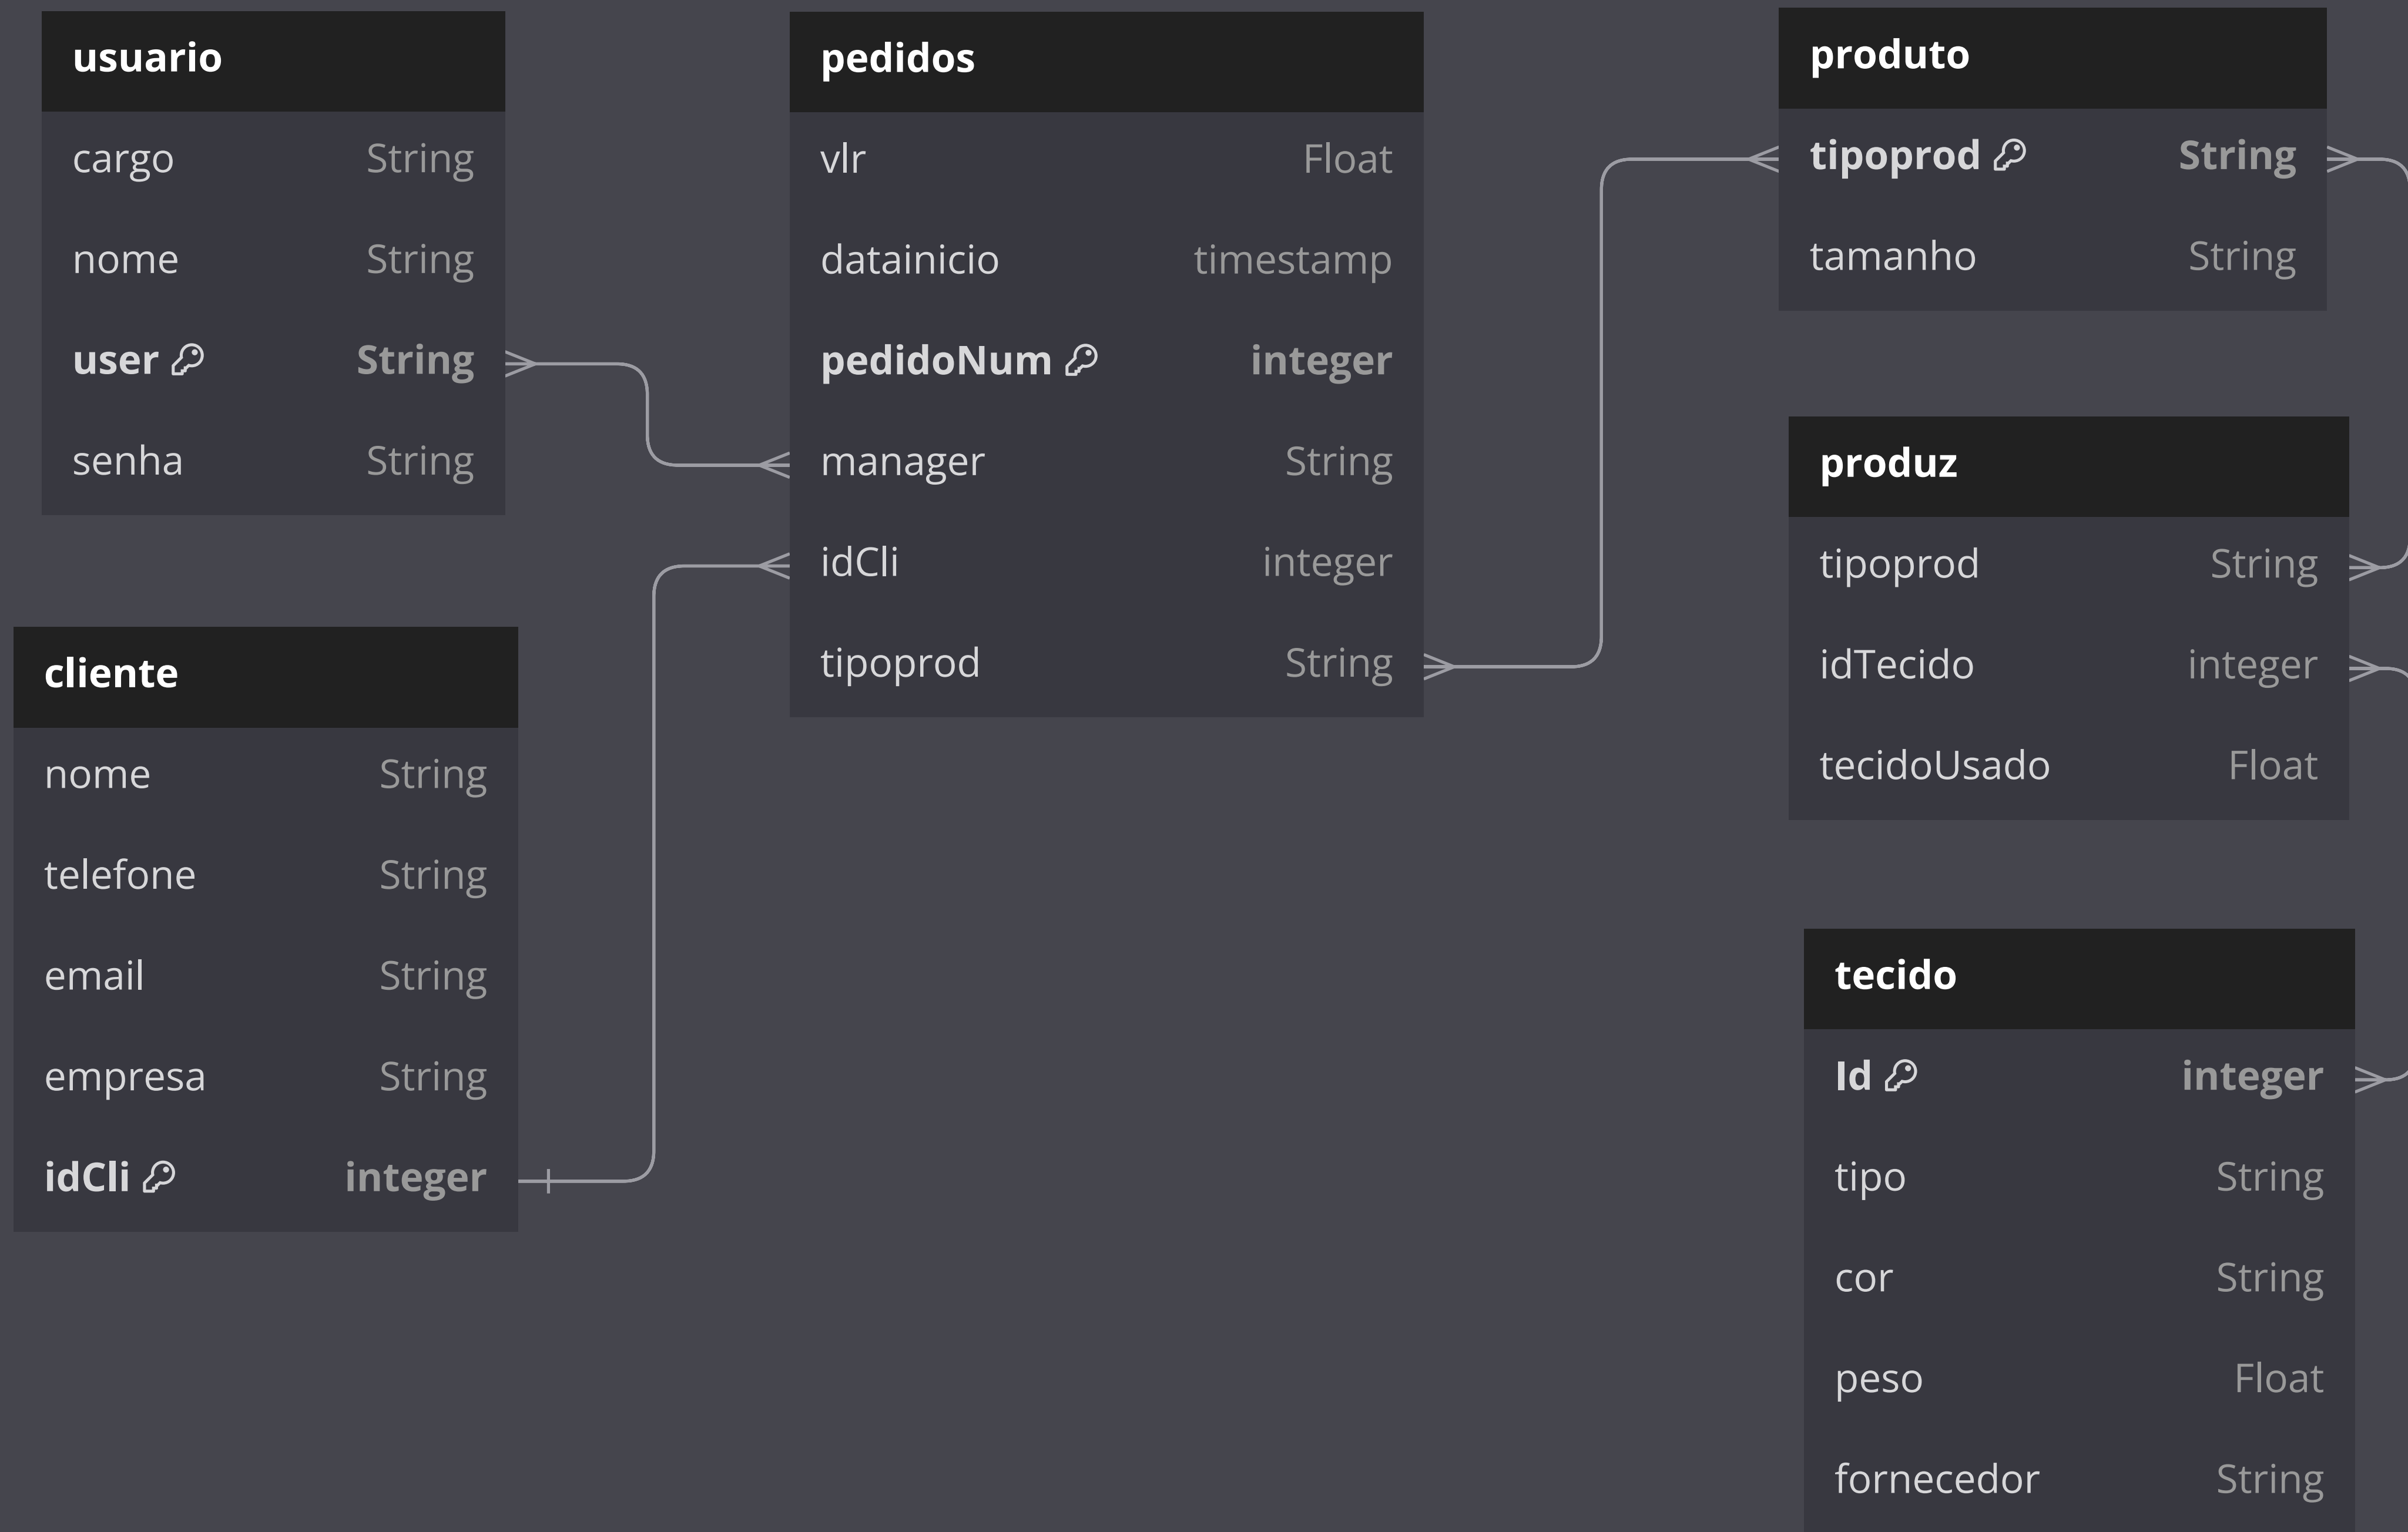 usuario
cargo String
nome String
user String
senha String
cliente
nome String
telefone String
email String
empresa String
idCli integer
pedidos
vlr Float
datainicio timestamp
pedidoNum integer
manager String
idCli integer
tipoprod String
produto
tipoprod String
tamanho String
produz
tipoprod String
idTecido integer
tecidoUsado Float
tecido
Id integer
tipo String
cor String
peso Float
fornecedor String